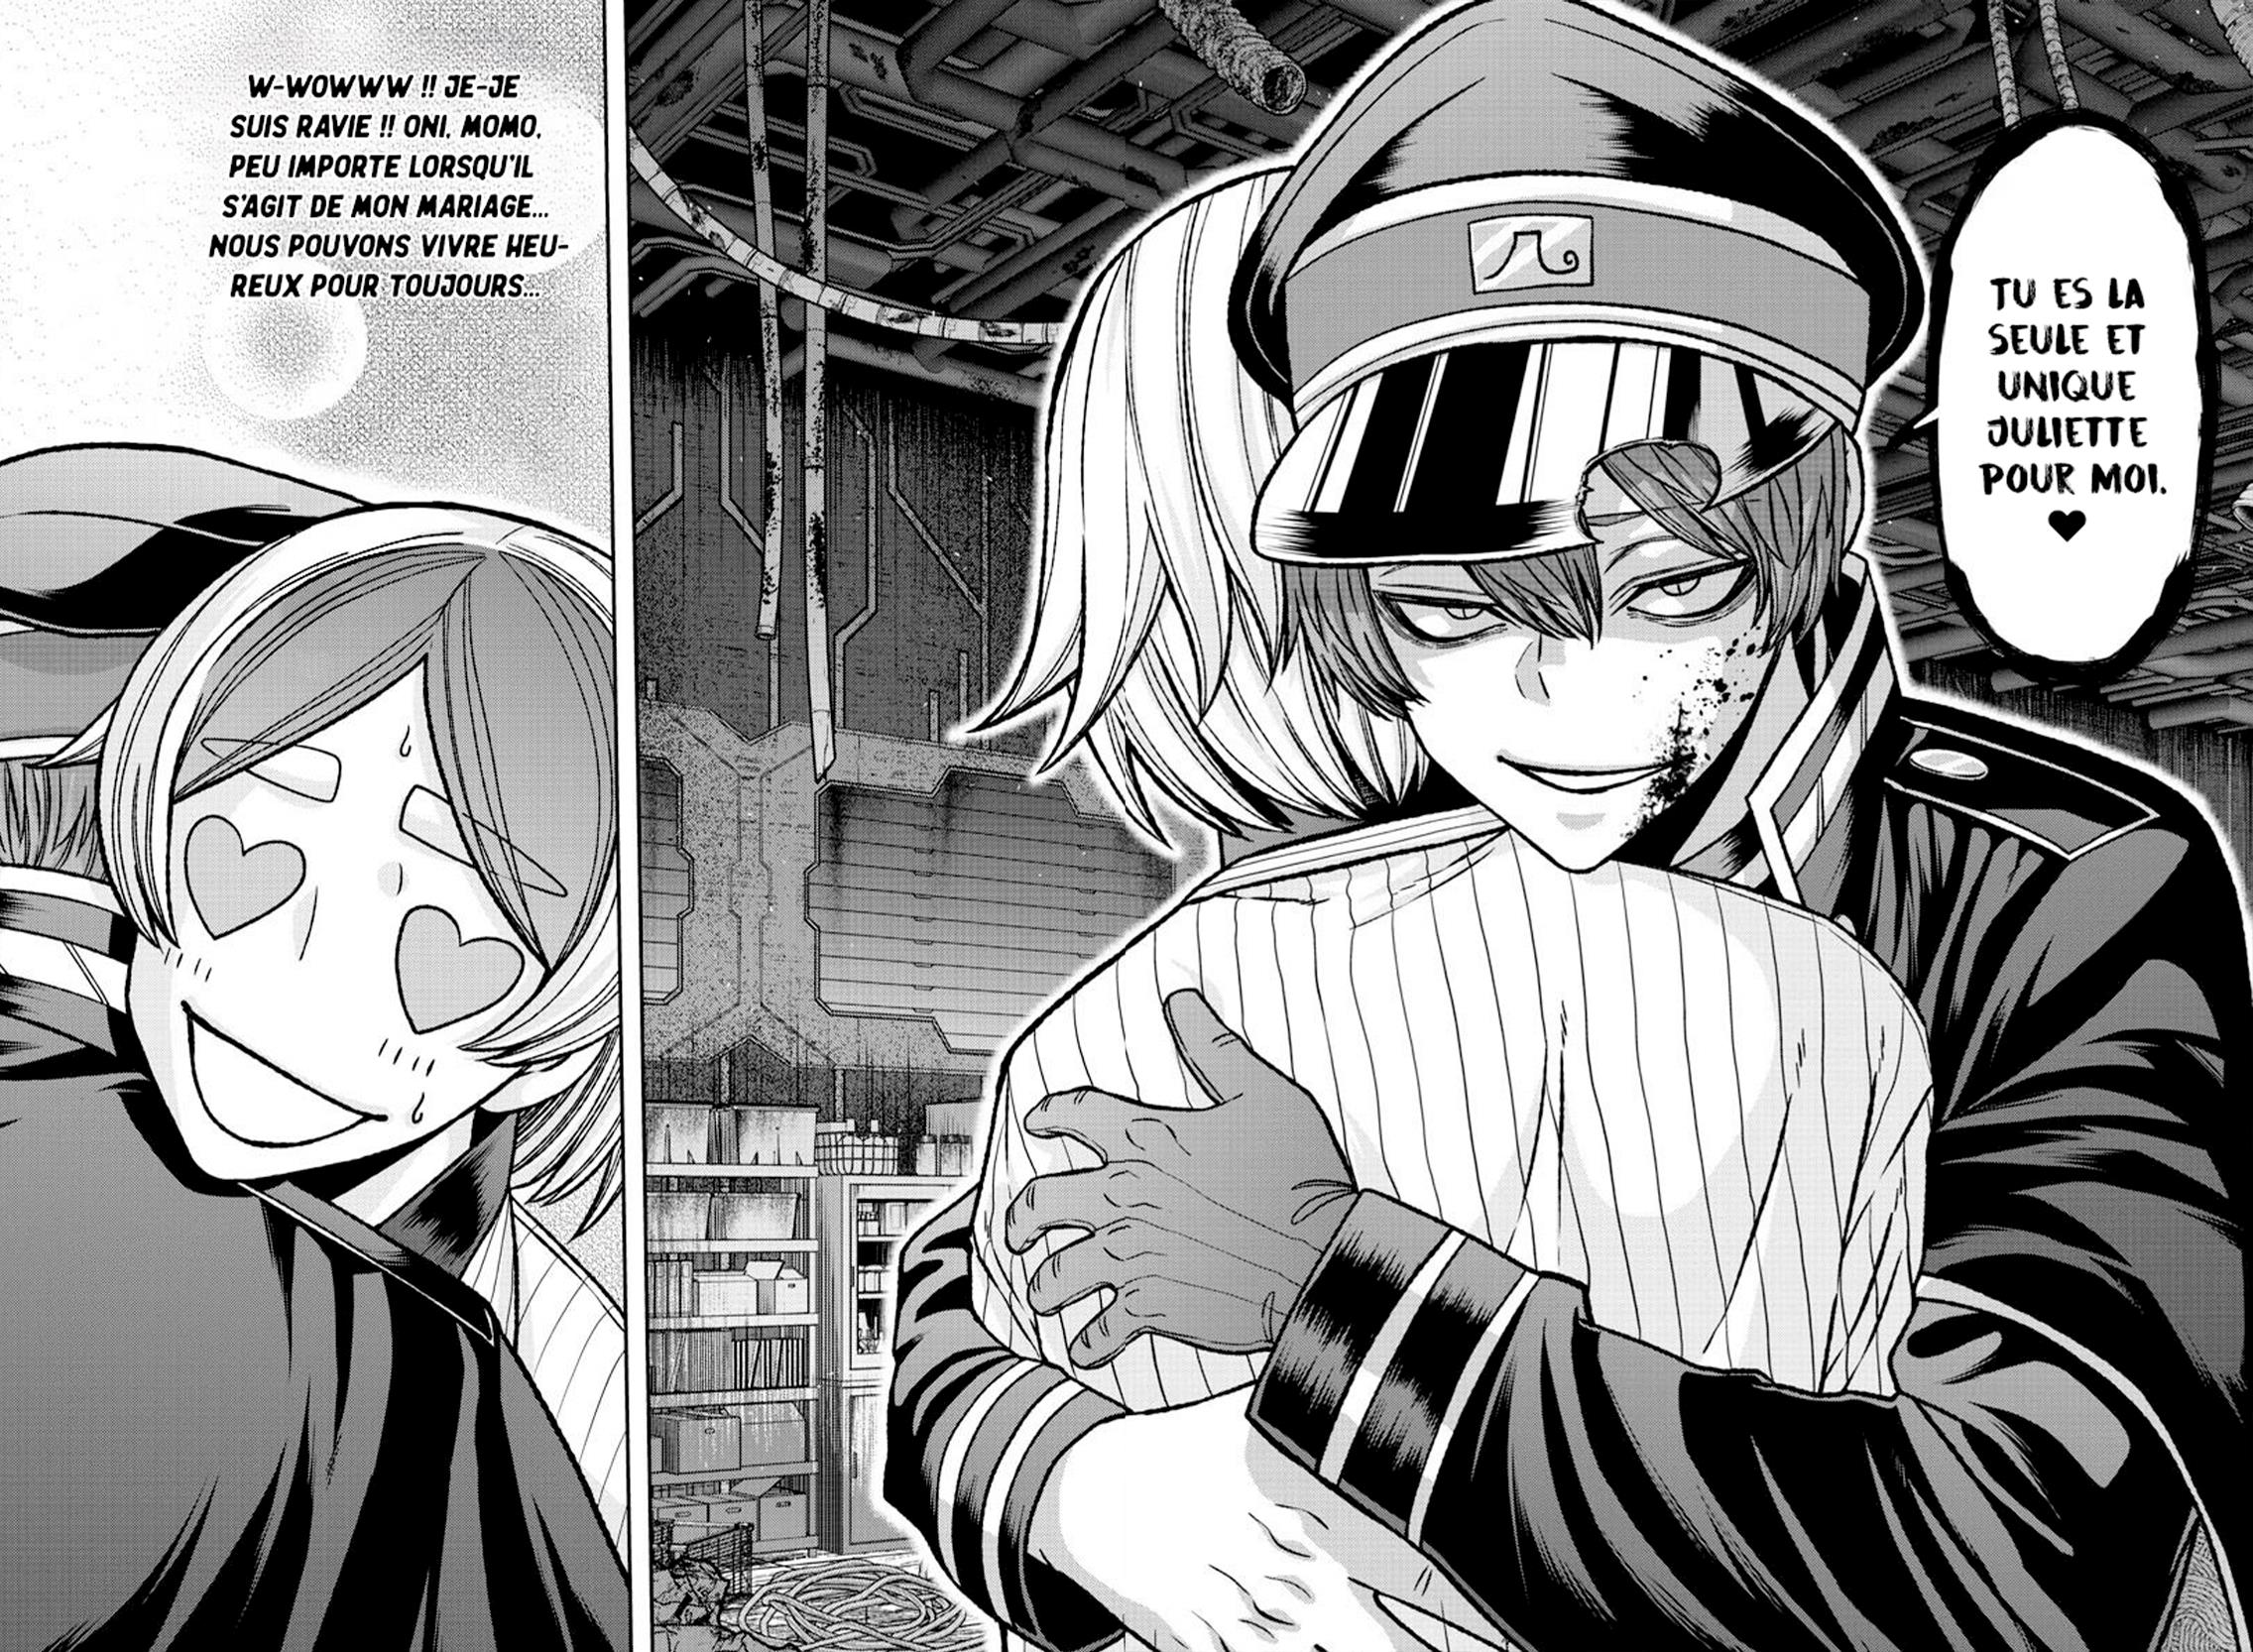 TU ES LA
SEULE ET
UNIQUE
JULIETTE
POUR MOI.
♥
W-WOWWW !! JE-JE
SUIS RAVIE !! ONI, MOMO,
PEU IMPORTE LORSQU'IL
S'AGIT DE MON MARIAGE...
NOUS POUVONS VIVRE HEU-
REUX POUR TOUJOURS...